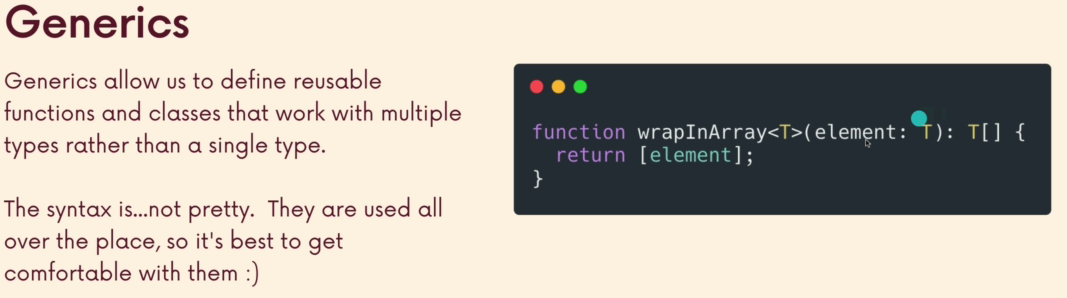 Generics
Generics allow us to define reusable
functions and classes that work with multiple
types rather than a single type.
The syntax is...not pretty.  They are used all
over the place, so it's best to get
comfortable with them :)
function wrapInArray<T>(element: T): T[] {
  return [element];
}